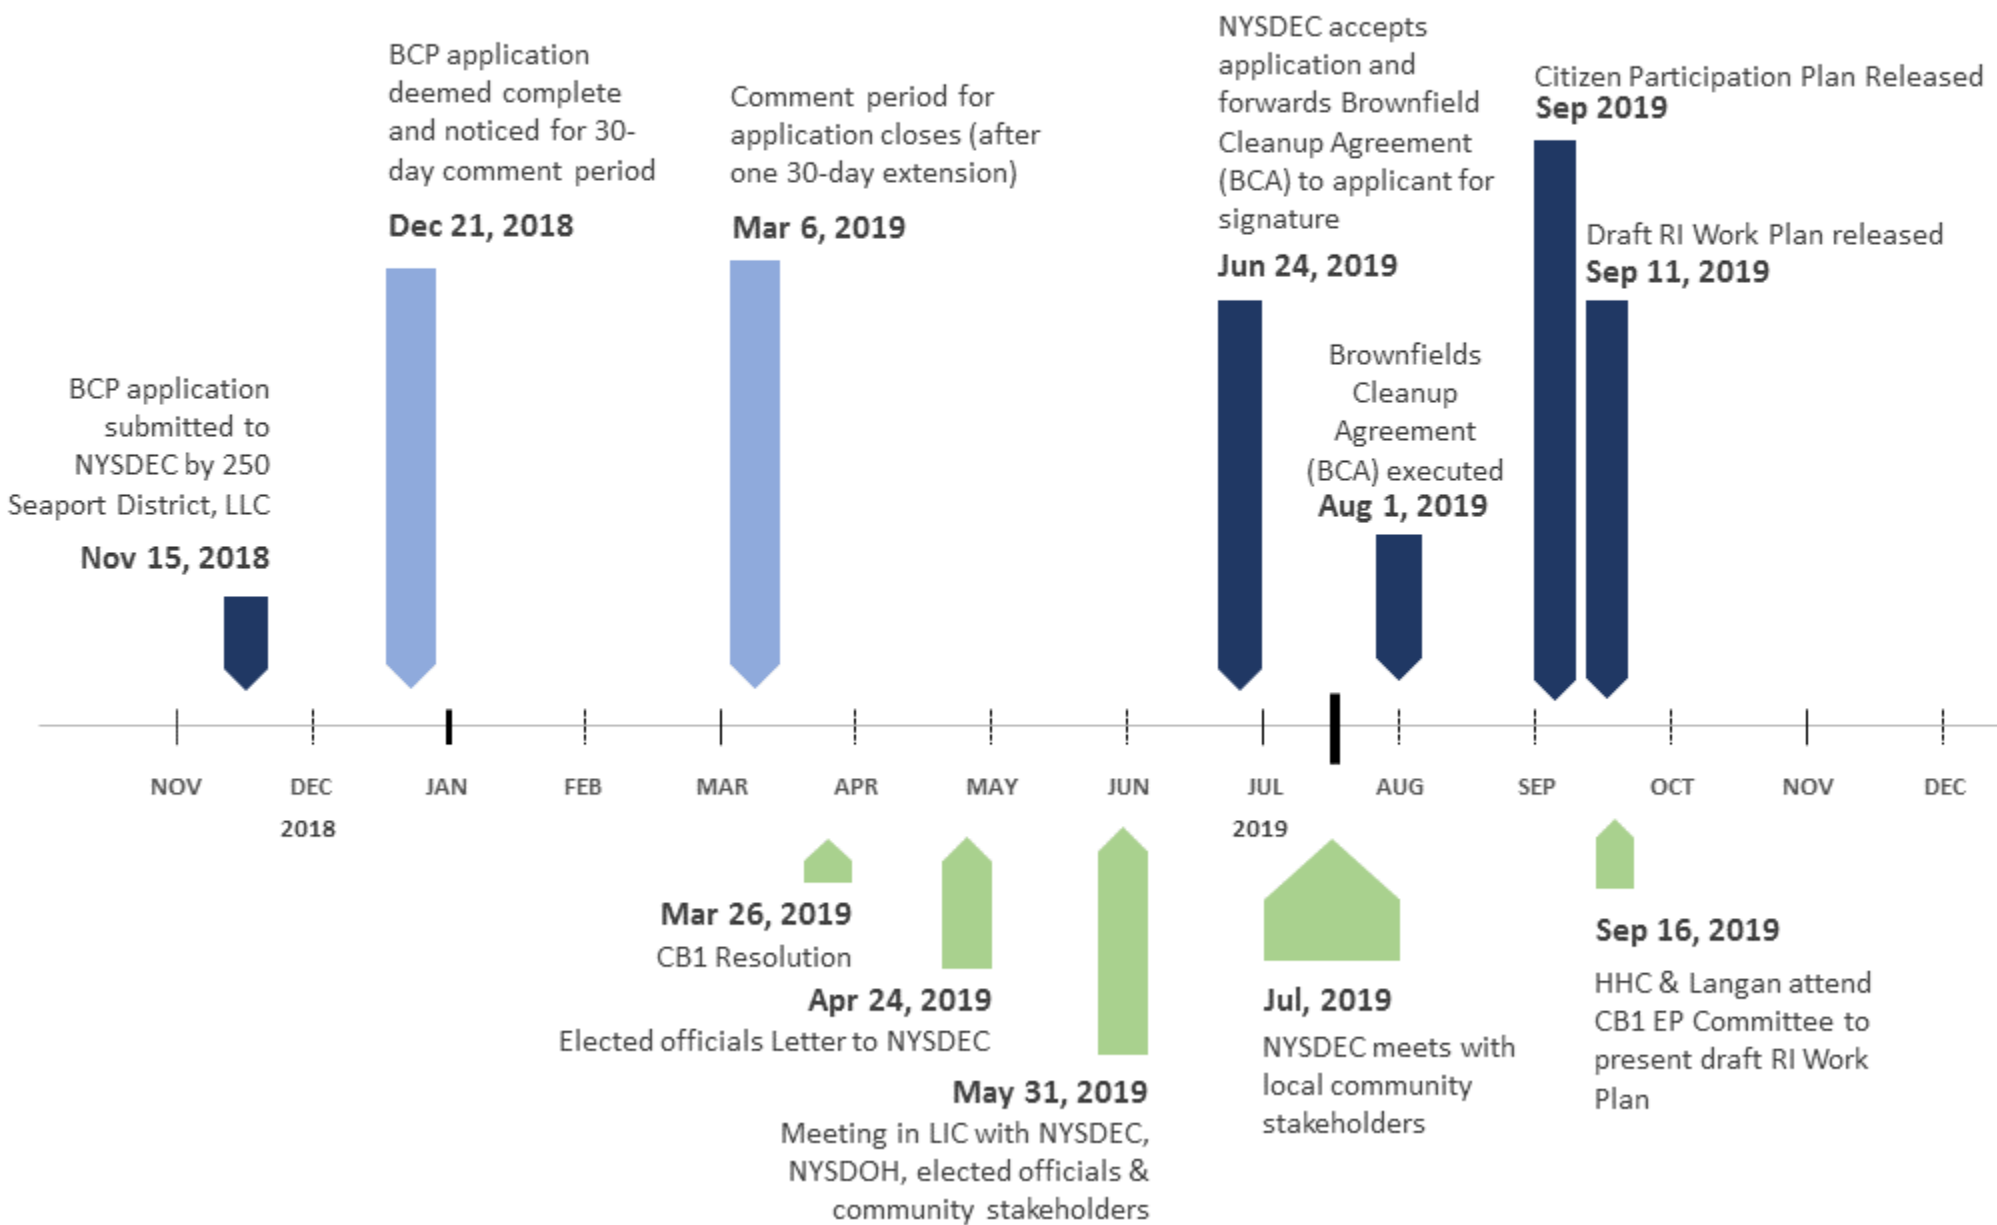 BCP application
submitted to
NYSDEC by 250
Seaport District, LLC
Nov 15, 2018
BCP application
deemed complete
and noticed for 30-
day comment period
Dec 21, 2018
Comment period for
application closes (after
one 30-day extension)
Mar 6, 2019
NYSDEC accepts
application and
forwards Brownfield
Cleanup Agreement
(BCA) to applicant for
signature
Jun 24, 2019
Brownfields
Cleanup
Agreement
(BCA) executed
Aug 1, 2019
Citizen Participation Plan Released
Sep 2019
Draft RI Work Plan released
Sep 11, 2019
NOV DEC JAN FEB MAR APR MAY JUN JUL AUG SEP OCT NOV DEC
2018 2019
Mar 26, 2019
CB1 Resolution
Apr 24, 2019
Elected officials Letter to NYSDEC
May 31, 2019
Meeting in LIC with NYSDEC,
NYSDOH, elected officials &
community stakeholders
Jul, 2019
NYSDEC meets with
local community
stakeholders
Sep 16, 2019
HHC & Langan attend
CB1 EP Committee to
present draft RI Work
Plan